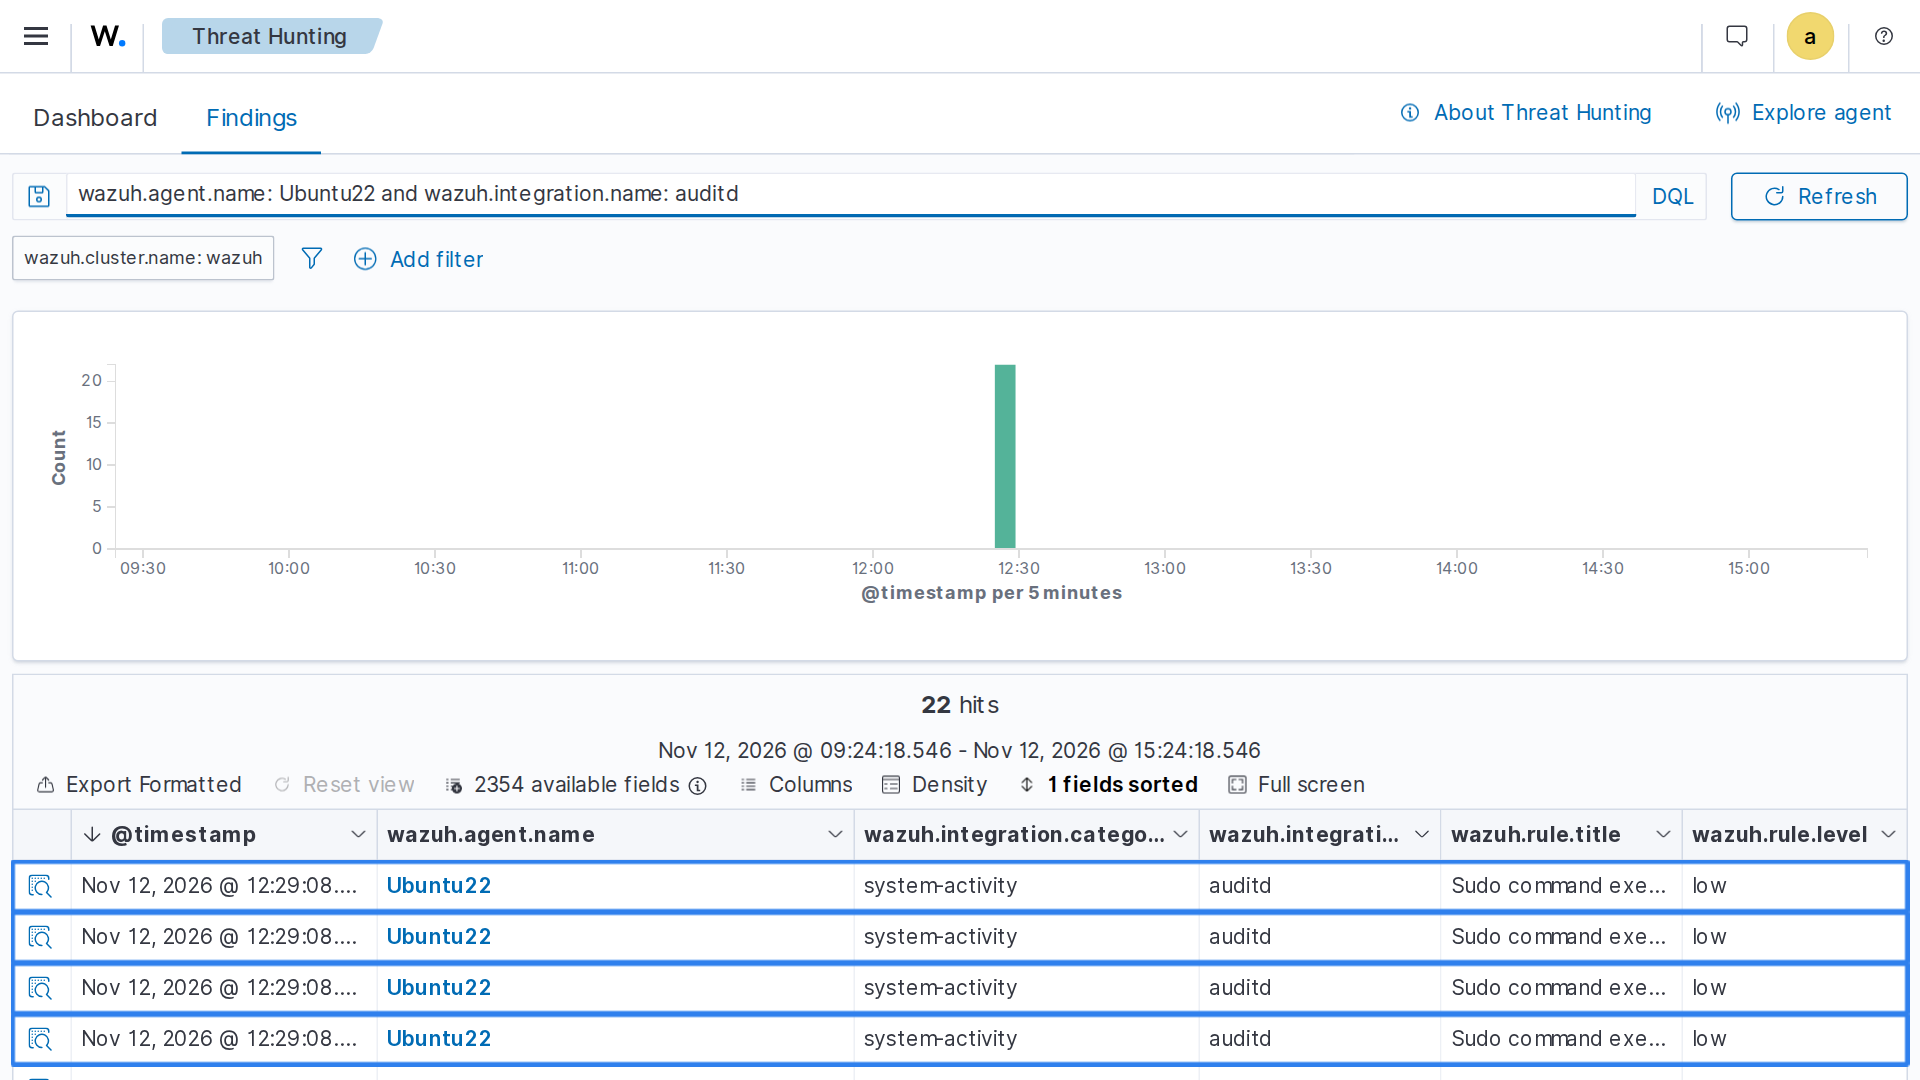 W. Threat Hunting a
Dashboard Findings About Threat Hunting Explore agent
wazuh.agent.name: Ubuntu22 and wazuh.integration.name: auditd DQL Refresh
wazuh.cluster.name: wazuh Add filter
20
15
10
5
0
Count
09:30 10:00 10:30 11:00 11:30 12:00 12:30 13:00 13:30 14:00 14:30 15:00
@timestamp per 5 minutes
22 hits
Nov 12, 2026 @ 09:24:18.546 - Nov 12, 2026 @ 15:24:18.546
Export Formatted Reset view 2354 available fields Columns Density 1 fields sorted Full screen
@timestamp wazuh.agent.name wazuh.integration.catego... wazuh.integrati... wazuh.rule.title wazuh.rule.level
Nov 12, 2026 @ 12:29:08.... Ubuntu22 system-activity auditd Sudo command exe... low
Nov 12, 2026 @ 12:29:08.... Ubuntu22 system-activity auditd Sudo command exe... low
Nov 12, 2026 @ 12:29:08.... Ubuntu22 system-activity auditd Sudo command exe... low
Nov 12, 2026 @ 12:29:08.... Ubuntu22 system-activity auditd Sudo command exe... low